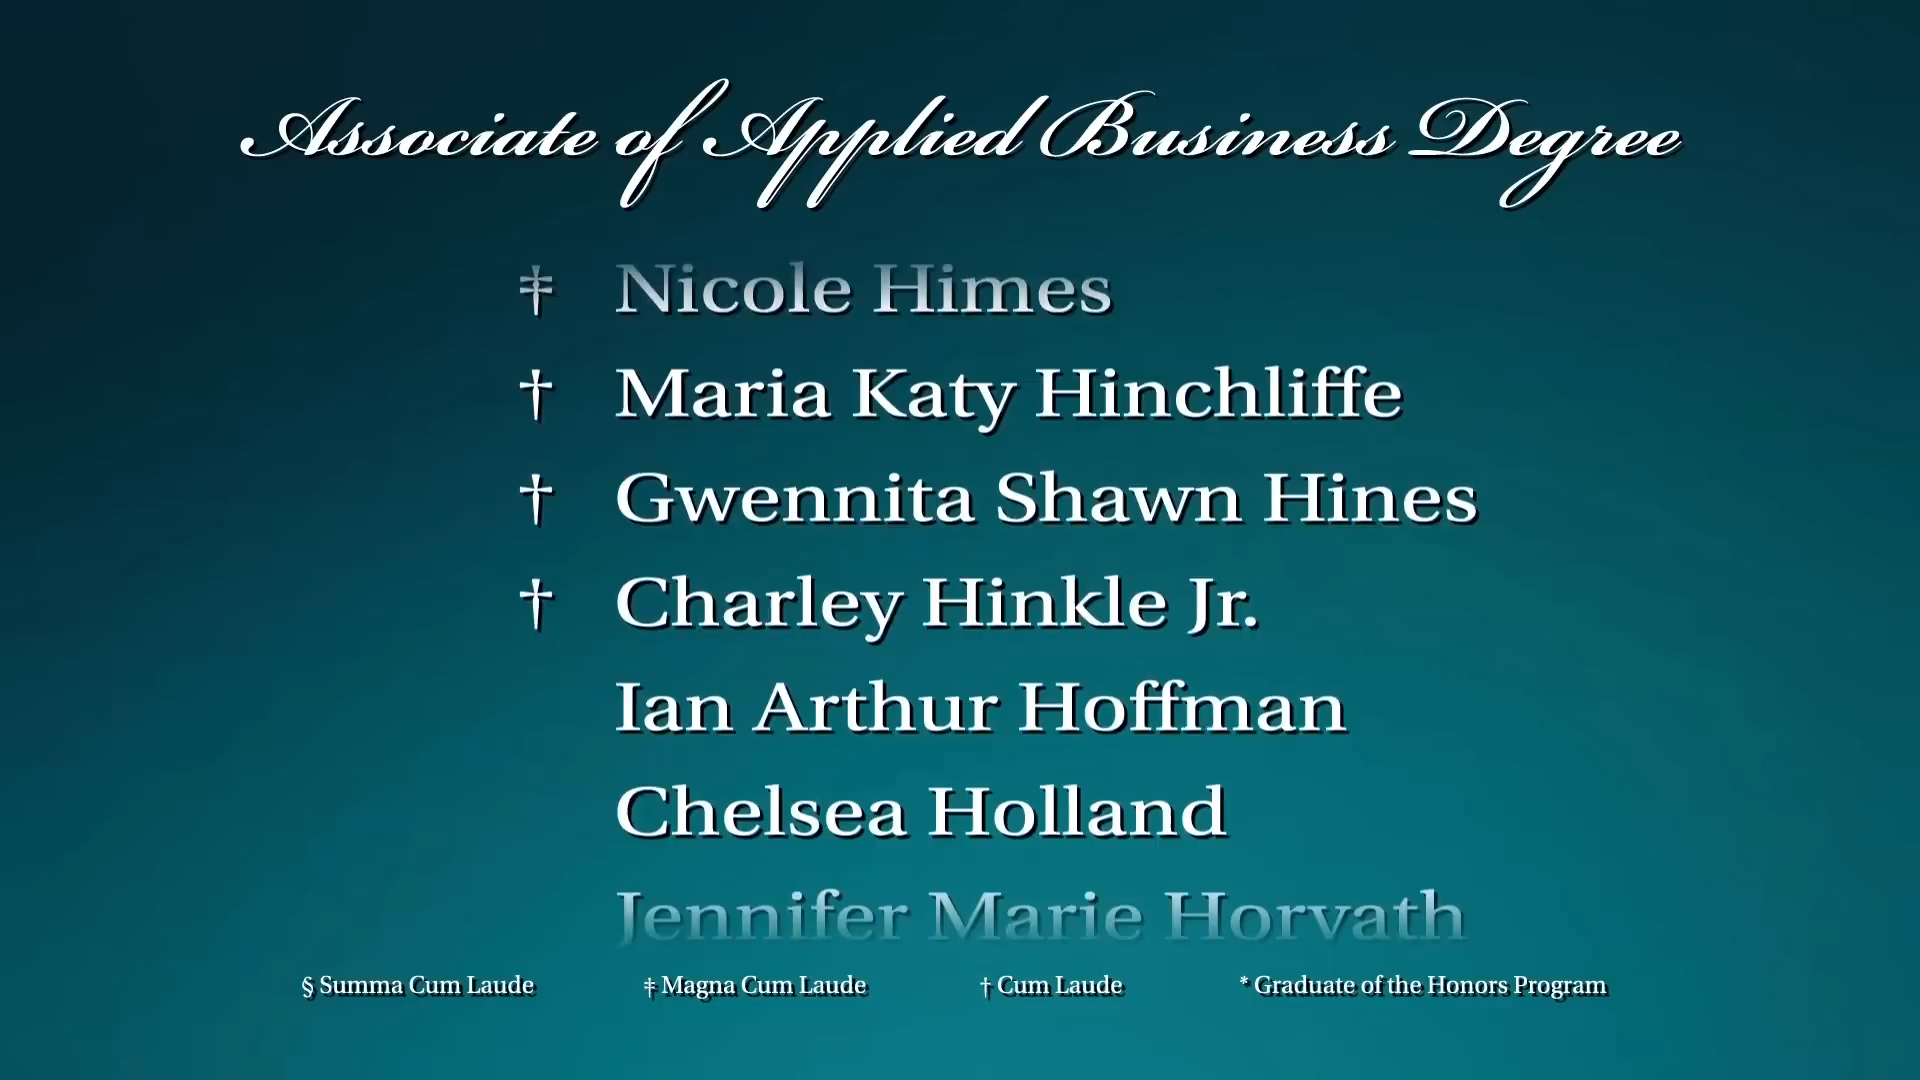 Associate of Applied Business Degree
‡ Nicole Himes
† Maria Katy Hinchliffe
† Gwennita Shawn Hines
† Charley Hinkle Jr.
Ian Arthur Hoffman
Chelsea Holland
Jennifer Marie Horvath
§ Summa Cum Laude ‡ Magna Cum Laude † Cum Laude * Graduate of the Honors Program